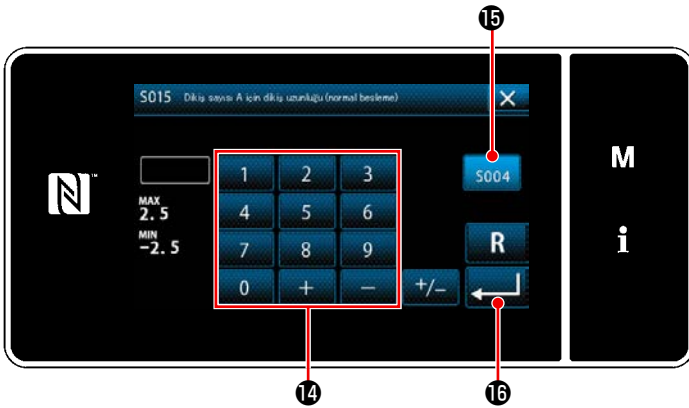 ⓯
S015 Dikiş sayısı A için dikiş uzunluğu (normal besleme)
1 2 3
S004
M
MAX
2.5
4 5 6
MIN
-2.5
7 8 9
R
i
0 + − +/−
⓮
⓰